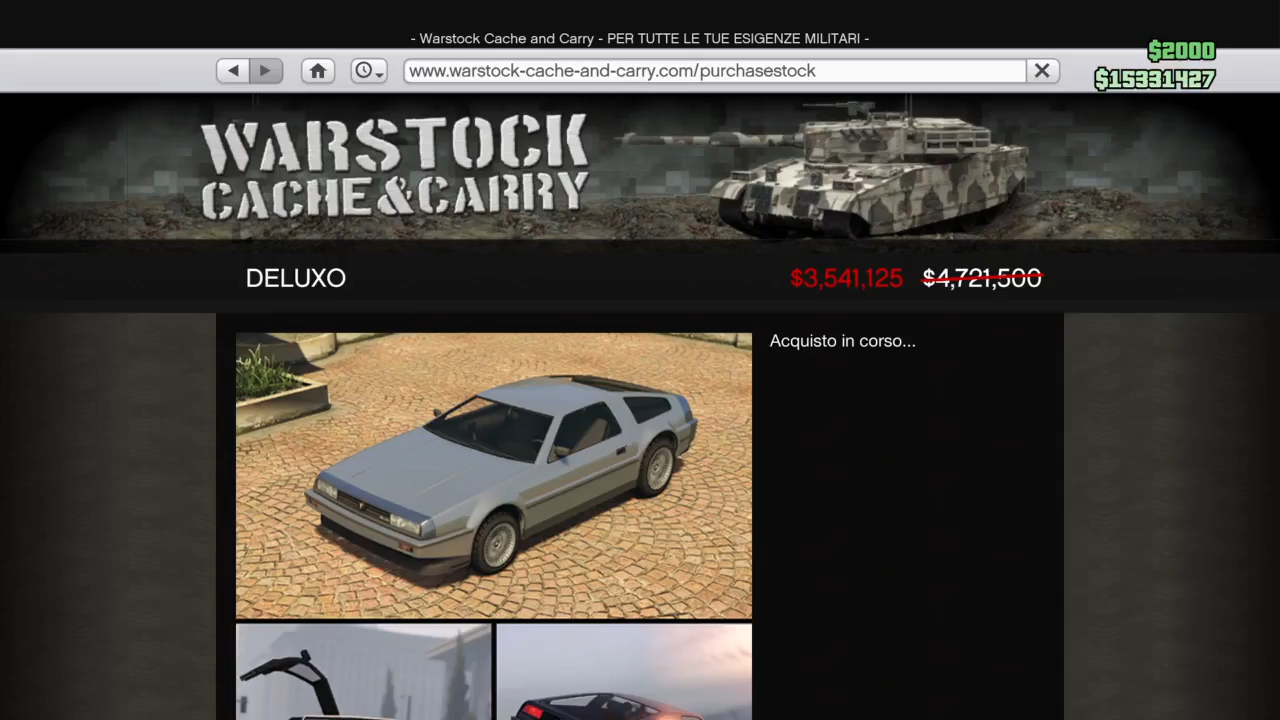 - Warstock Cache and Carry - PER TUTTE LE TUE ESIGENZE MILITARI -
$2000
www.warstock-cache-and-carry.com/purchasestock
$15331427
WARSTOCK
CACHE&CARRY
DELUXO
$3,541,125 $4,721,500
Acquisto in corso...